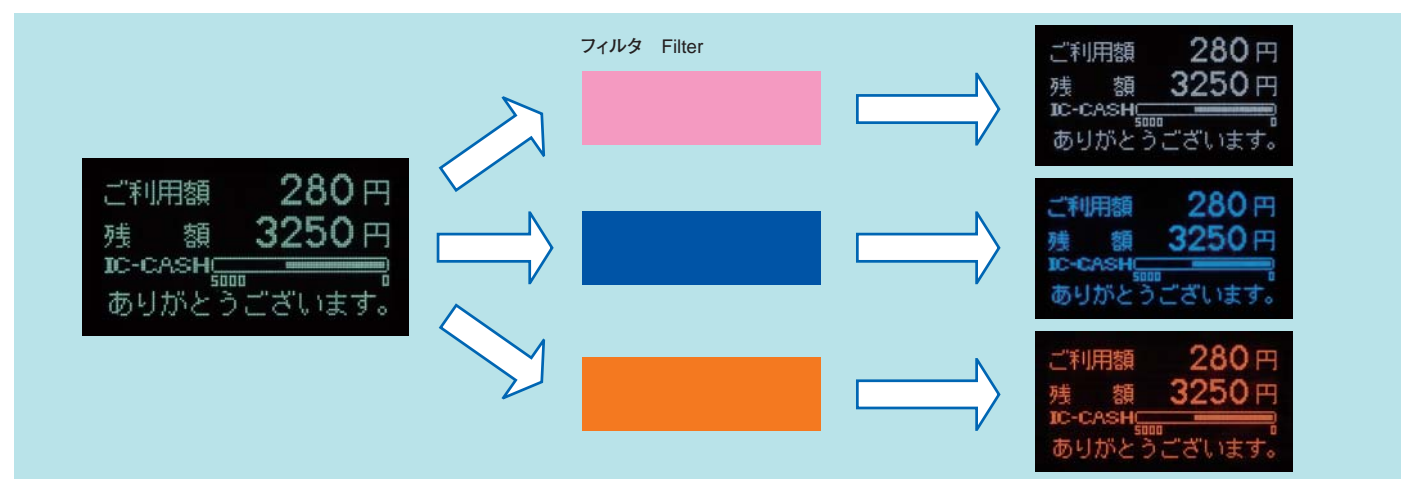 フィルタ Filter
ご利用額 280円
残 額 3250円
IC-CASH
5000 0
ありがとうございます。
ご利用額 280円
残 額 3250円
IC-CASH
5000 0
ありがとうございます。
ご利用額 280円
残 額 3250円
IC-CASH
5000 0
ありがとうございます。
ご利用額 280円
残 額 3250円
IC-CASH
5000 0
ありがとうございます。